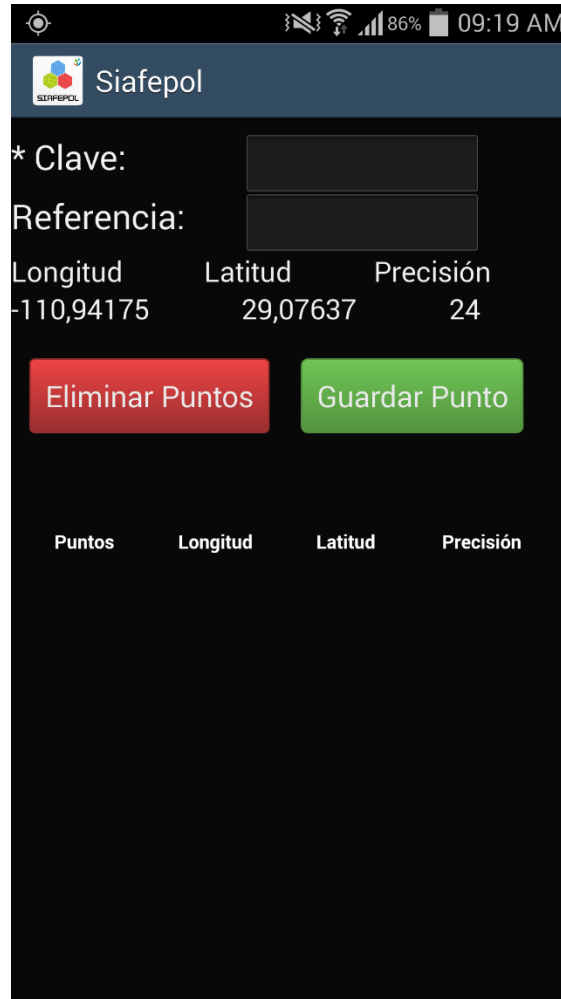 86% 09:19 AM
SIAFEPOL Siafepol
* Clave:
Referencia:
Longitud Latitud Precisión
-110,94175 29,07637 24
Eliminar Puntos Guardar Punto
Puntos Longitud Latitud Precisión